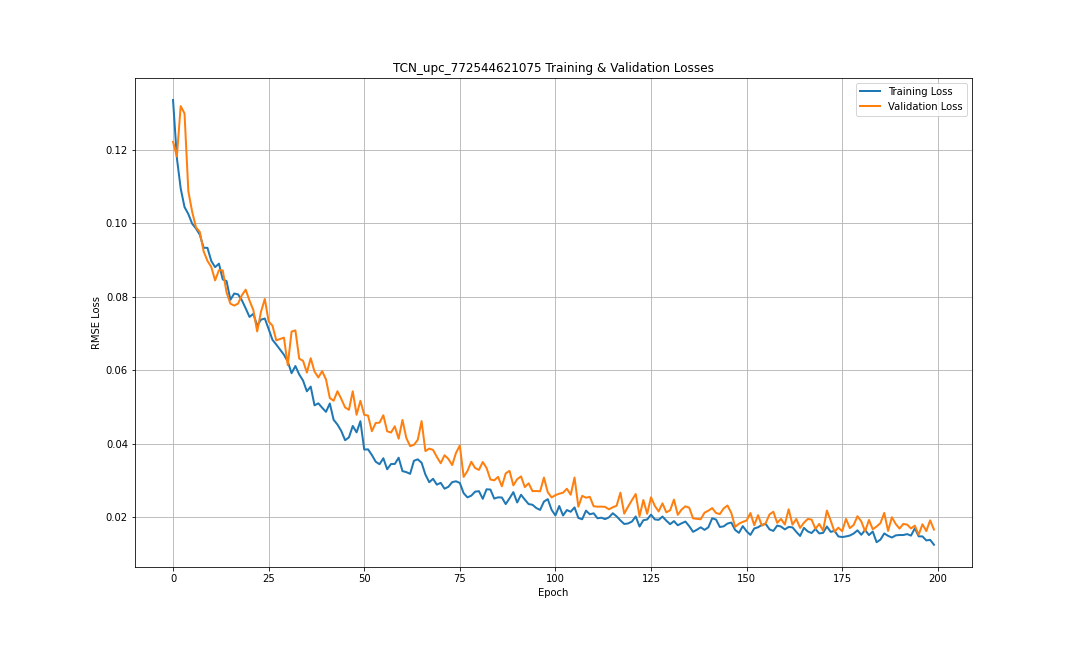 TCN_upc_772544621075 Training & Validation Losses
Training Loss
Validation Loss
0.12
0.10
0.08
0.06
0.04
0.02
RMSE Loss
0 25 50 75 100 125 150 175 200
Epoch